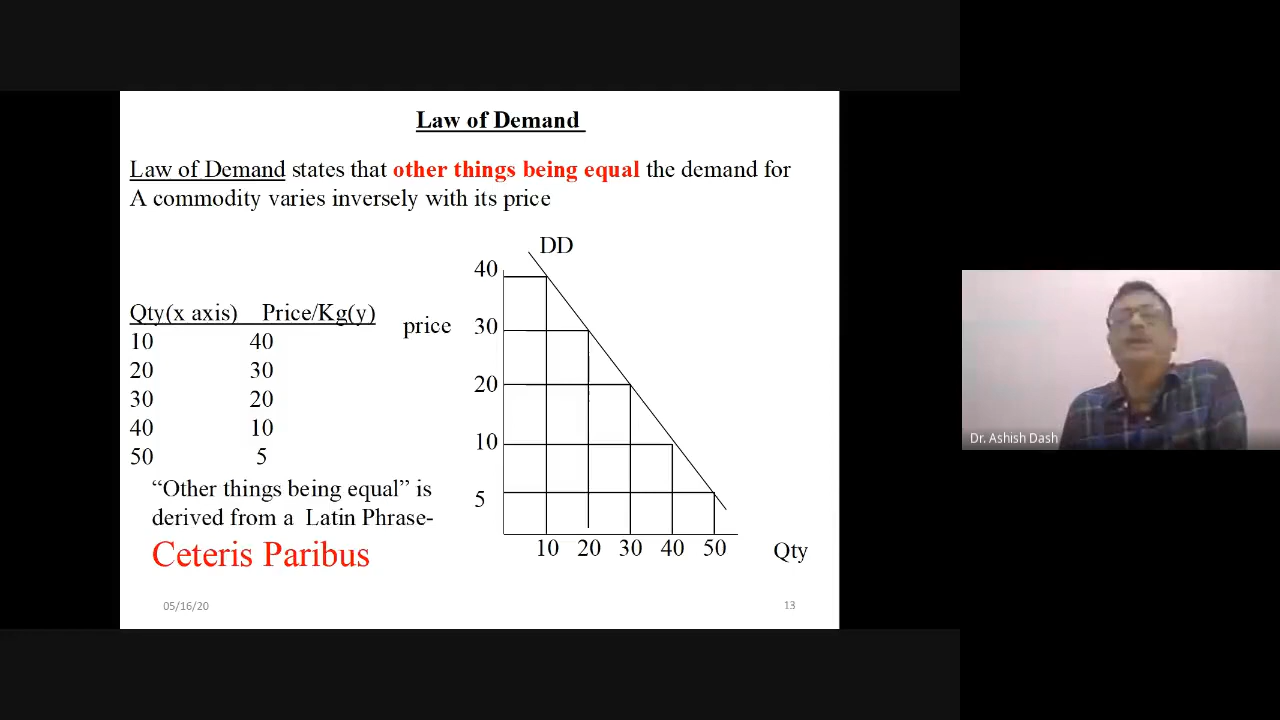 Law of Demand
Law of Demand states that other things being equal the demand for
A commodity varies inversely with its price
DD
Qty(x axis) Price/Kg(y)
10 40
20 30
30 20
40 10
50 5
price
40
30
20
10
5
10 20 30 40 50
Qty
“Other things being equal” is
derived from a Latin Phrase-
Ceteris Paribus
05/16/20
13
Dr. Ashish Dash